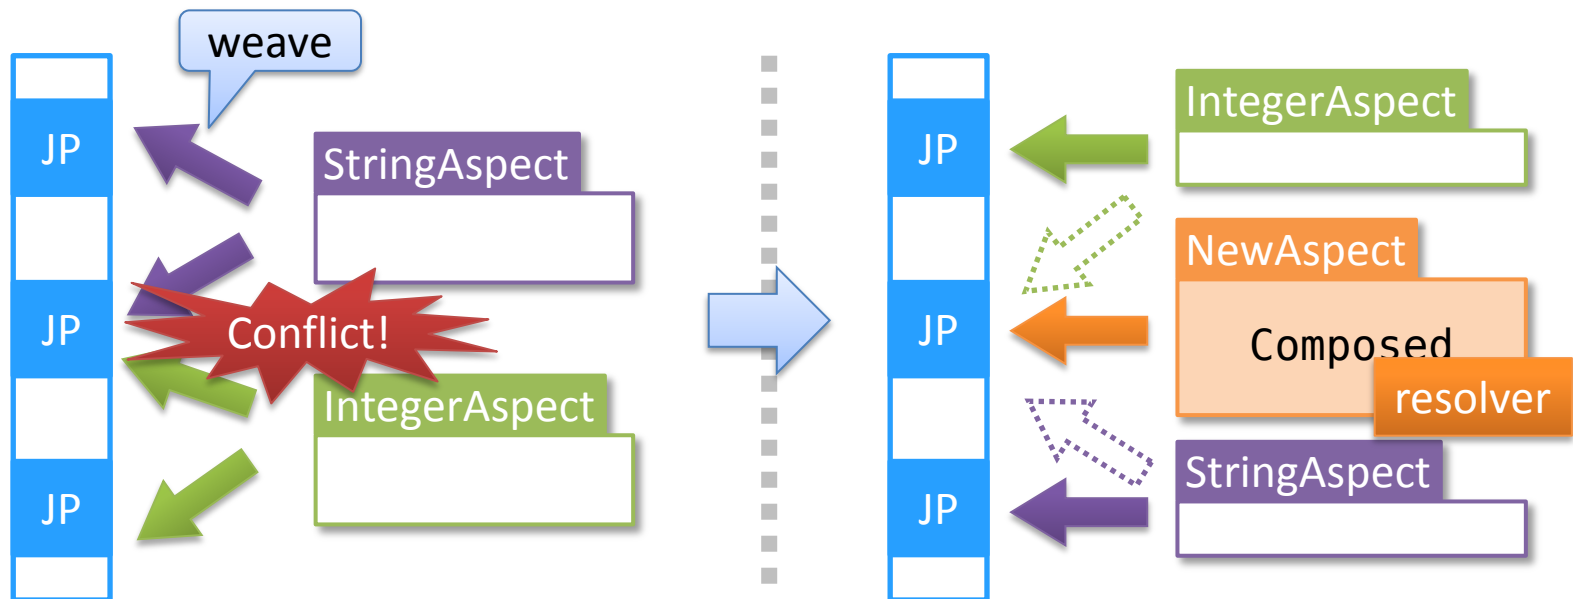 weave
JP
StringAspect
JP
Conflict!
IntegerAspect
JP
JP
IntegerAspect
NewAspect
JP
Composed
resolver
StringAspect
JP